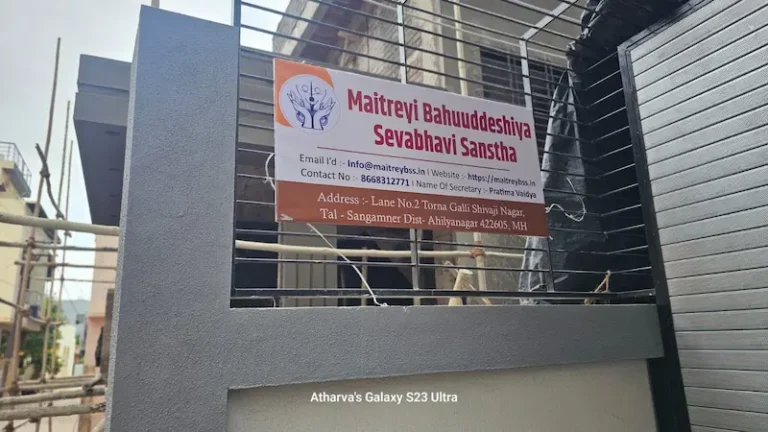 Maitreyi Bahuuddeshiya
Sevabhavi Sanstha
Email I'd :- Info@maitreybss.in | Website :- https://maitreybss.in
Contact No :- 8668312771 | Name Of Secretary :- Pratima Vaidya
Address :- Lane No.2 Torna Galli Shivaji Nagar,
Tal - Sangamner Dist- Ahilyanagar 422605, MH
Atharva's Galaxy S23 Ultra